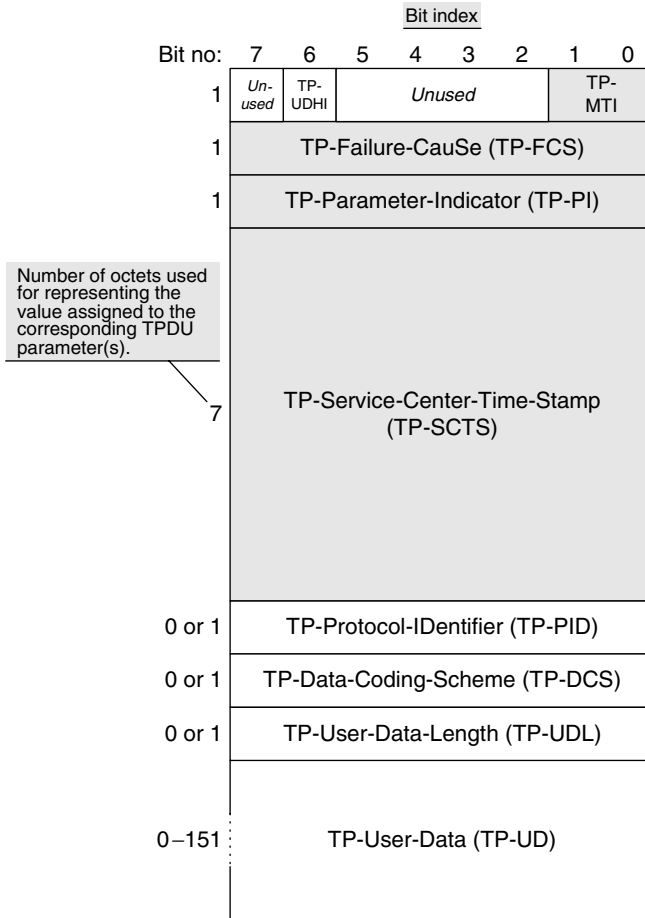 Bit index
Bit no: 7 6 5 4 3 2 1 0
1 Un- TP- Unused TP-
used UDHI MTI
1 TP-Failure-CauSe (TP-FCS)
1 TP-Parameter-Indicator (TP-PI)
Number of octets used
for representing the
value assigned to the
corresponding TPDU
parameter(s).
7 TP-Service-Center-Time-Stamp
(TP-SCTS)
0 or 1 TP-Protocol-IDentifier (TP-PID)
0 or 1 TP-Data-Coding-Scheme (TP-DCS)
0 or 1 TP-User-Data-Length (TP-UDL)
0–151 TP-User-Data (TP-UD)